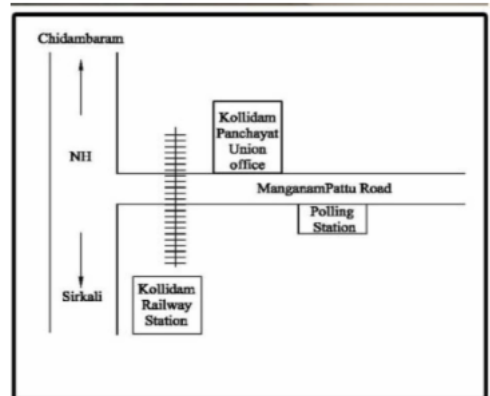 Chidambaram
Kollidam
Panchayat
Union
office
NH
ManganamPattu Road
Polling
Station
Sirkali
Kollidam
Railway
Station